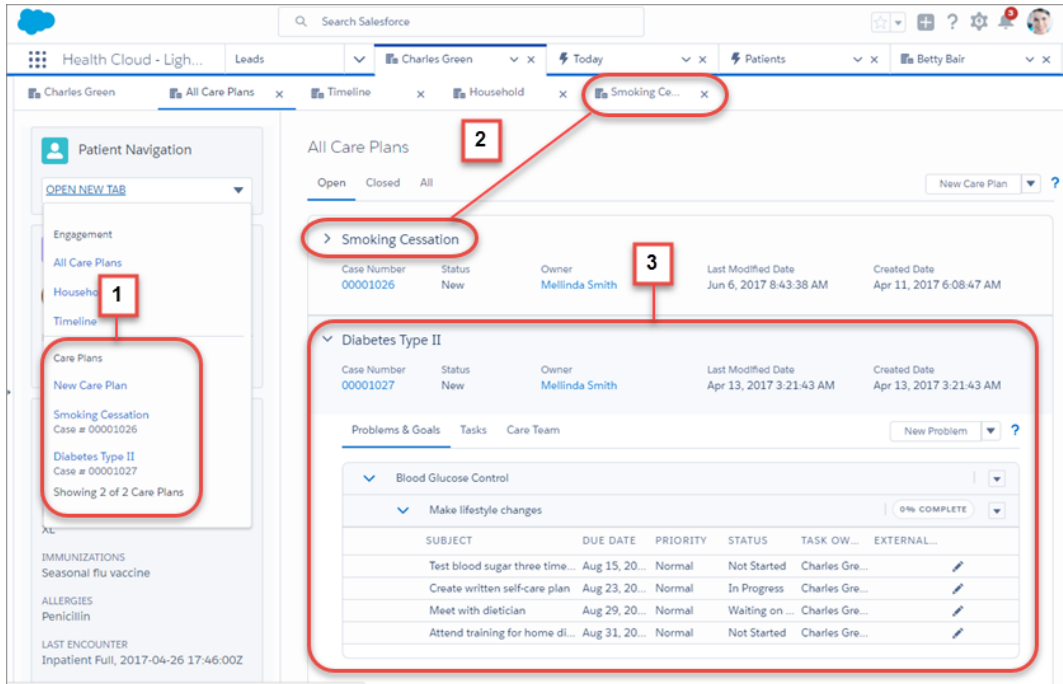 Search Salesforce
3
Health Cloud - Ligh... Leads Charles Green Today Patients Betty Bair
Charles Green All Care Plans Timeline Household Smoking Ce...
Patient Navigation
OPEN NEW TAB
Engagement
All Care Plans
Househo
Timeline
1
Care Plans
New Care Plan
Smoking Cessation
Case # 00001026
Diabetes Type II
Case # 00001027
Showing 2 of 2 Care Plans
XL
IMMUNIZATIONS
Seasonal flu vaccine
ALLERGIES
Penicillin
LAST ENCOUNTER
Inpatient Full, 2017-04-26 17:46:00Z
2
All Care Plans
Open Closed All
New Care Plan ?
Smoking Cessation
3
Case Number Status Owner Last Modified Date Created Date
00001026 New Mellinda Smith Jun 6, 2017 8:43:38 AM Apr 11, 2017 6:08:47 AM
Diabetes Type II
Case Number Status Owner Last Modified Date Created Date
00001027 New Mellinda Smith Apr 13, 2017 3:21:43 AM Apr 13, 2017 3:21:43 AM
Problems & Goals Tasks Care Team New Problem ?
Blood Glucose Control
Make lifestyle changes 0% COMPLETE
SUBJECT DUE DATE PRIORITY STATUS TASK OW... EXTERNAL...
Test blood sugar three time... Aug 15, 20... Normal Not Started Charles Gre...
Create written self-care plan Aug 23, 20... Normal In Progress Charles Gre...
Meet with dietician Aug 29, 20... Normal Waiting on ... Charles Gre...
Attend training for home di... Aug 31, 20... Normal Not Started Charles Gre...